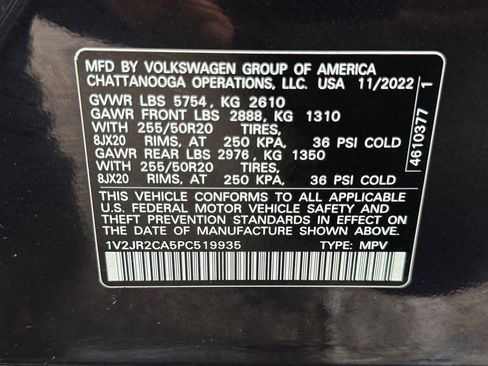 MFD BY VOLKSWAGEN GROUP OF AMERICA
CHATTANOOGA OPERATIONS, LLC. USA 11/2022
GVWR LBS 5754, KG 2610
GAWR FRONT LBS 2888, KG 1310
WITH 255/50R20 TIRES,
8JX20 RIMS, AT 250 KPA, 36 PSI COLD
GAWR REAR LBS 2976, KG 1350
WITH 255/50R20 TIRES,
8JX20 RIMS, AT 250 KPA, 36 PSI COLD
THIS VEHICLE CONFORMS TO ALL APPLICABLE
U.S. FEDERAL MOTOR VEHICLE SAFETY AND
THEFT PREVENTION STANDARDS IN EFFECT ON
THE DATE OF MANUFACTURE SHOWN ABOVE.
1V2JR2CA5PC519935 TYPE: MPV
4610377 1